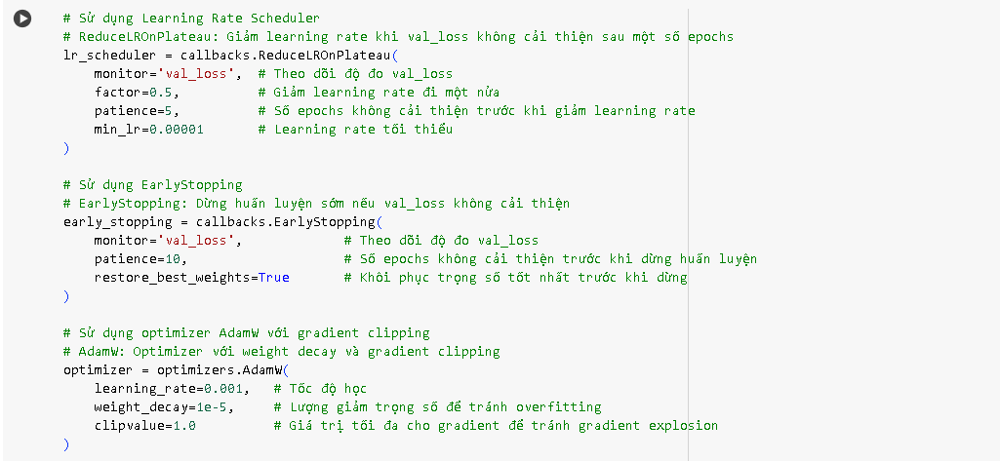 # Sử dụng Learning Rate Scheduler
# ReduceLROnPlateau: Giảm learning rate khi val_loss không cải thiện sau một số epochs
lr_scheduler = callbacks.ReduceLROnPlateau(
    monitor='val_loss',  # Theo dõi độ đo val_loss
    factor=0.5,          # Giảm learning rate đi một nửa
    patience=5,          # Số epochs không cải thiện trước khi giảm learning rate
    min_lr=0.00001       # Learning rate tối thiểu
)
# Sử dụng EarlyStopping
# EarlyStopping: Dừng huấn luyện sớm nếu val_loss không cải thiện
early_stopping = callbacks.EarlyStopping(
    monitor='val_loss',             # Theo dõi độ đo val_loss
    patience=10,                    # Số epochs không cải thiện trước khi dừng huấn luyện
    restore_best_weights=True       # Khôi phục trọng số tốt nhất trước khi dừng
)
# Sử dụng optimizer AdamW với gradient clipping
# AdamW: Optimizer với weight decay và gradient clipping
optimizer = optimizers.AdamW(
    learning_rate=0.001,   # Tốc độ học
    weight_decay=1e-5,     # Lượng giảm trọng số để tránh overfitting
    clipvalue=1.0          # Giá trị tối đa cho gradient để tránh gradient explosion
)